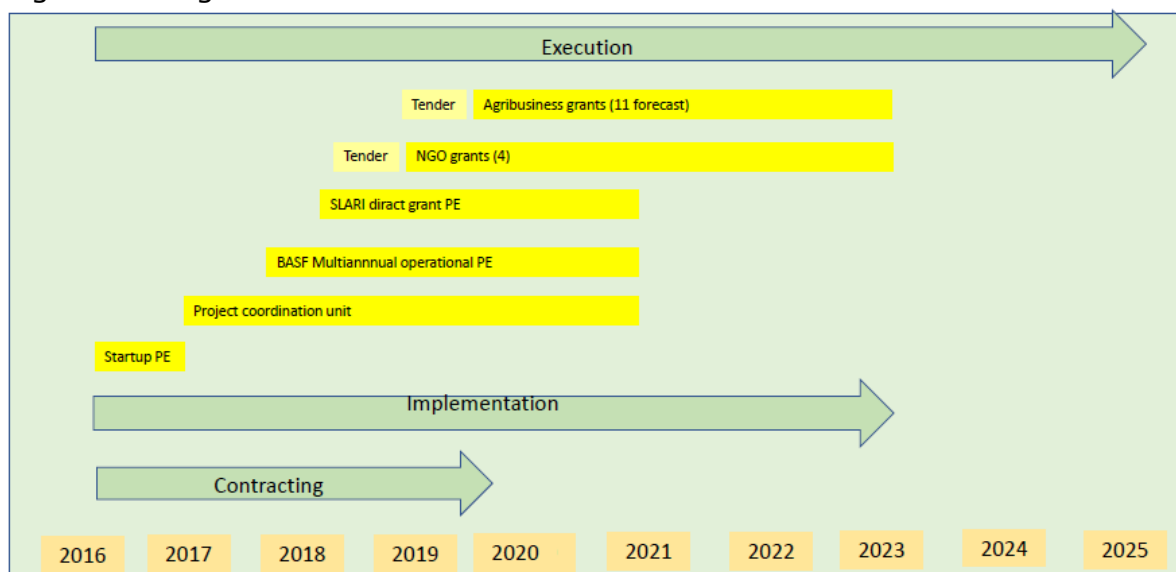 Execution
Tender Agribusiness grants (11 forecast)
Tender NGO grants (4)
SLARI diract grant PE
BASF Multiannnual operational PE
Project coordination unit
Startup PE
Implementation
Contracting
2016 2017 2018 2019 2020 2021 2022 2023 2024 2025